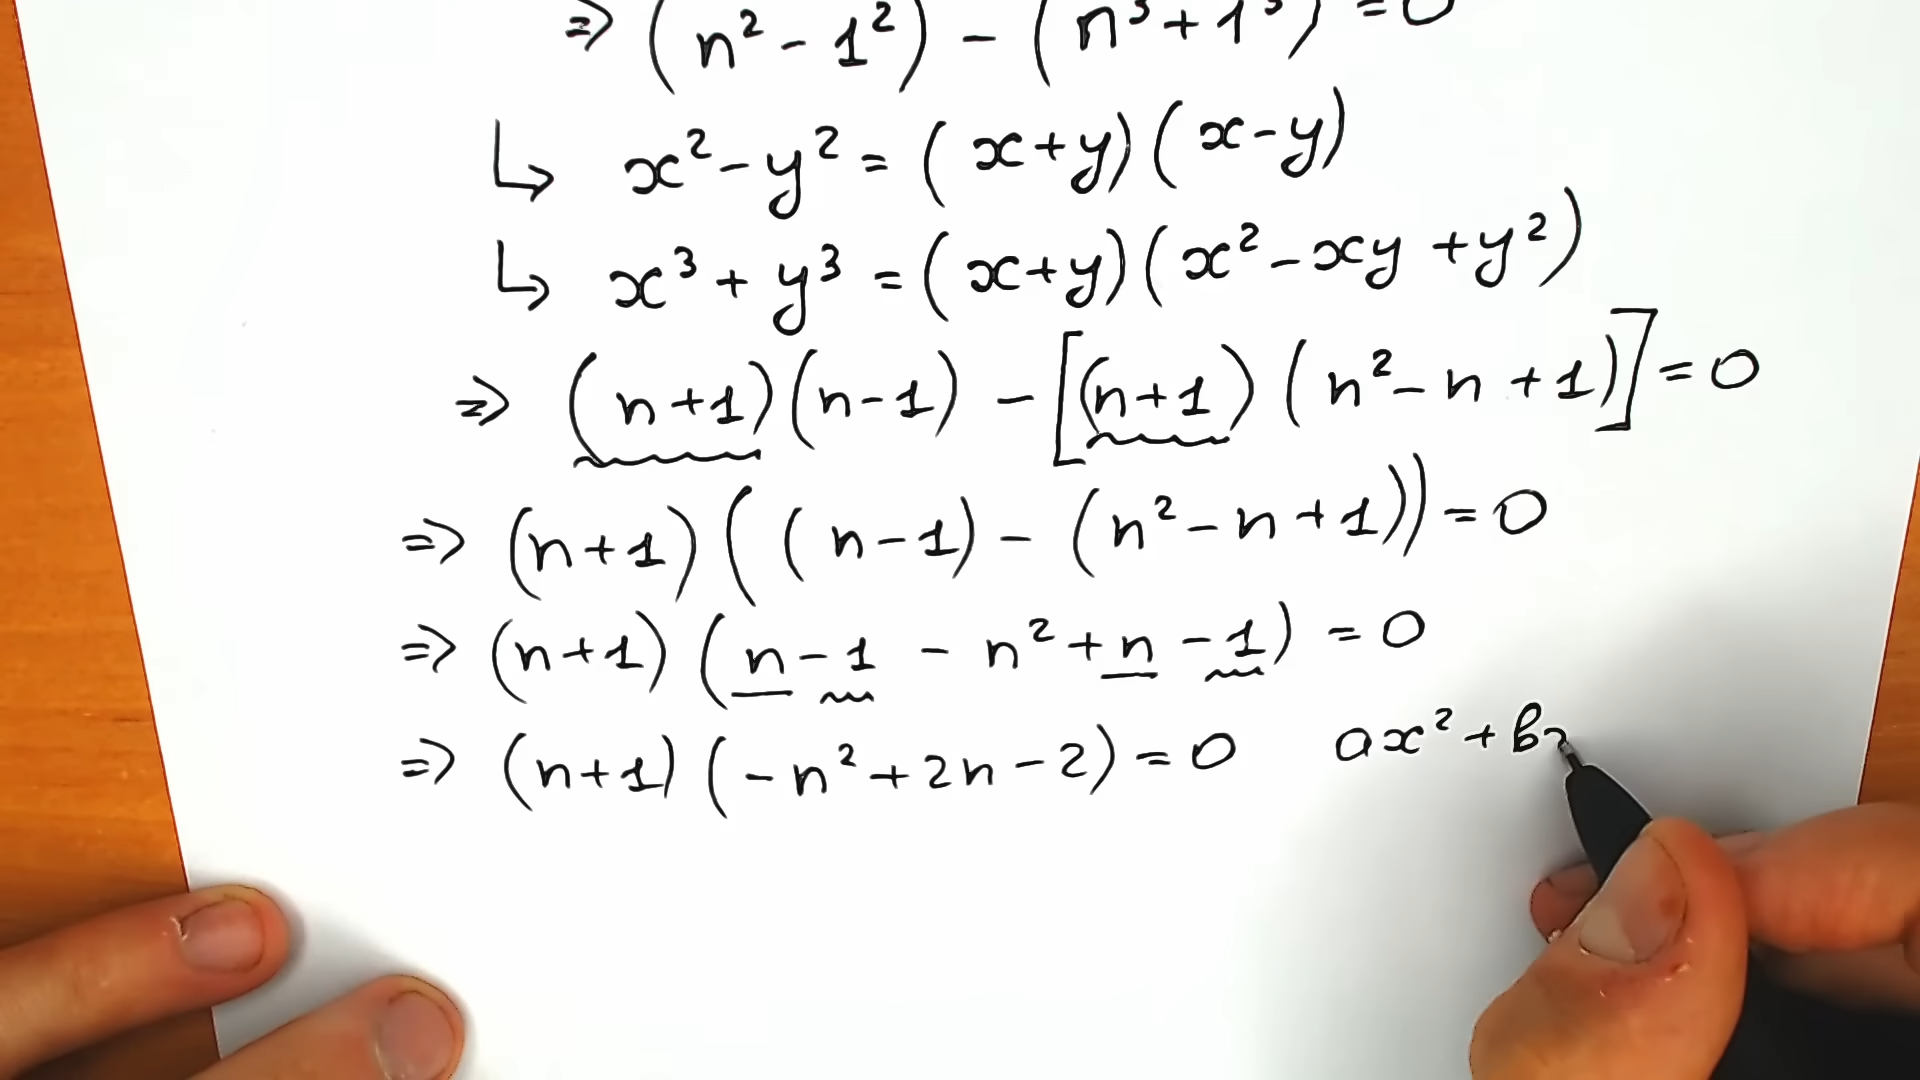 => (n² - 1²) - (n³ + 1³) = 0
↳ x² - y² = (x+y)(x-y)
↳ x³ + y³ = (x+y)(x² - xy + y²)
=> (n+1)(n-1) - [(n+1)(n² - n + 1)] = 0
=> (n+1)((n-1) - (n² - n + 1)) = 0
=> (n+1)(n - 1 - n² + n - 1) = 0
=> (n+1)(-n² + 2n - 2) = 0 ax² + b